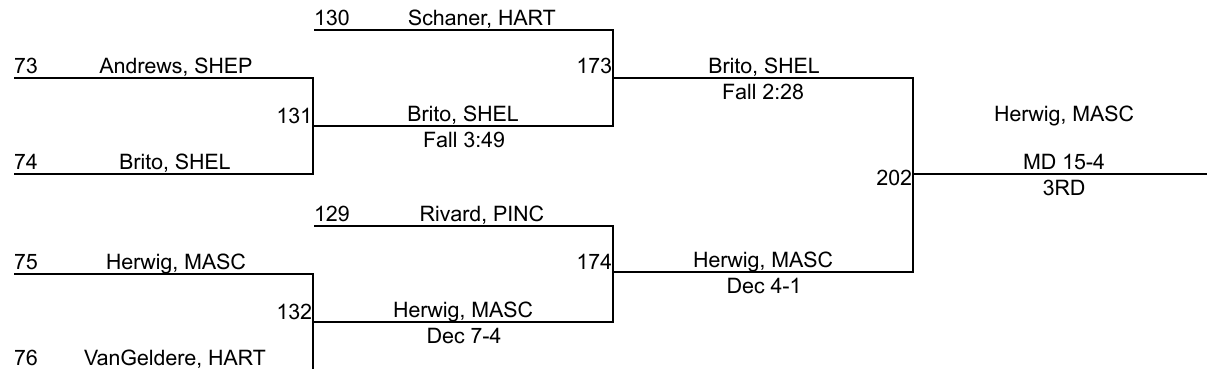 130 Schaner, HART
73 Andrews, SHEP
173 Brito, SHEL
Fall 2:28
131 Brito, SHEL
Fall 3:49
Herwig, MASC
74 Brito, SHEL
MD 15-4
202
3RD
129 Rivard, PINC
75 Herwig, MASC
174 Herwig, MASC
Dec 4-1
132 Herwig, MASC
Dec 7-4
76 VanGeldere, HART